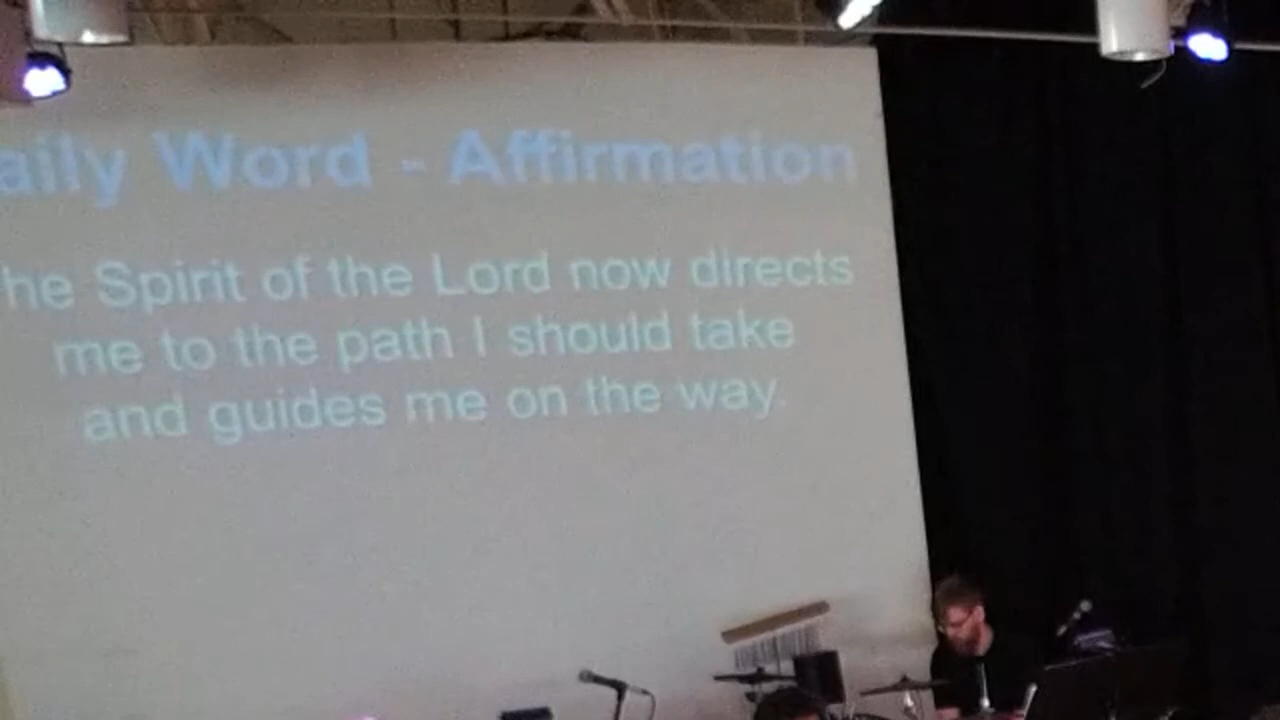 aily Word - Affirmation
he Spirit of the Lord now directs
me to the path I should take
and guides me on the way.